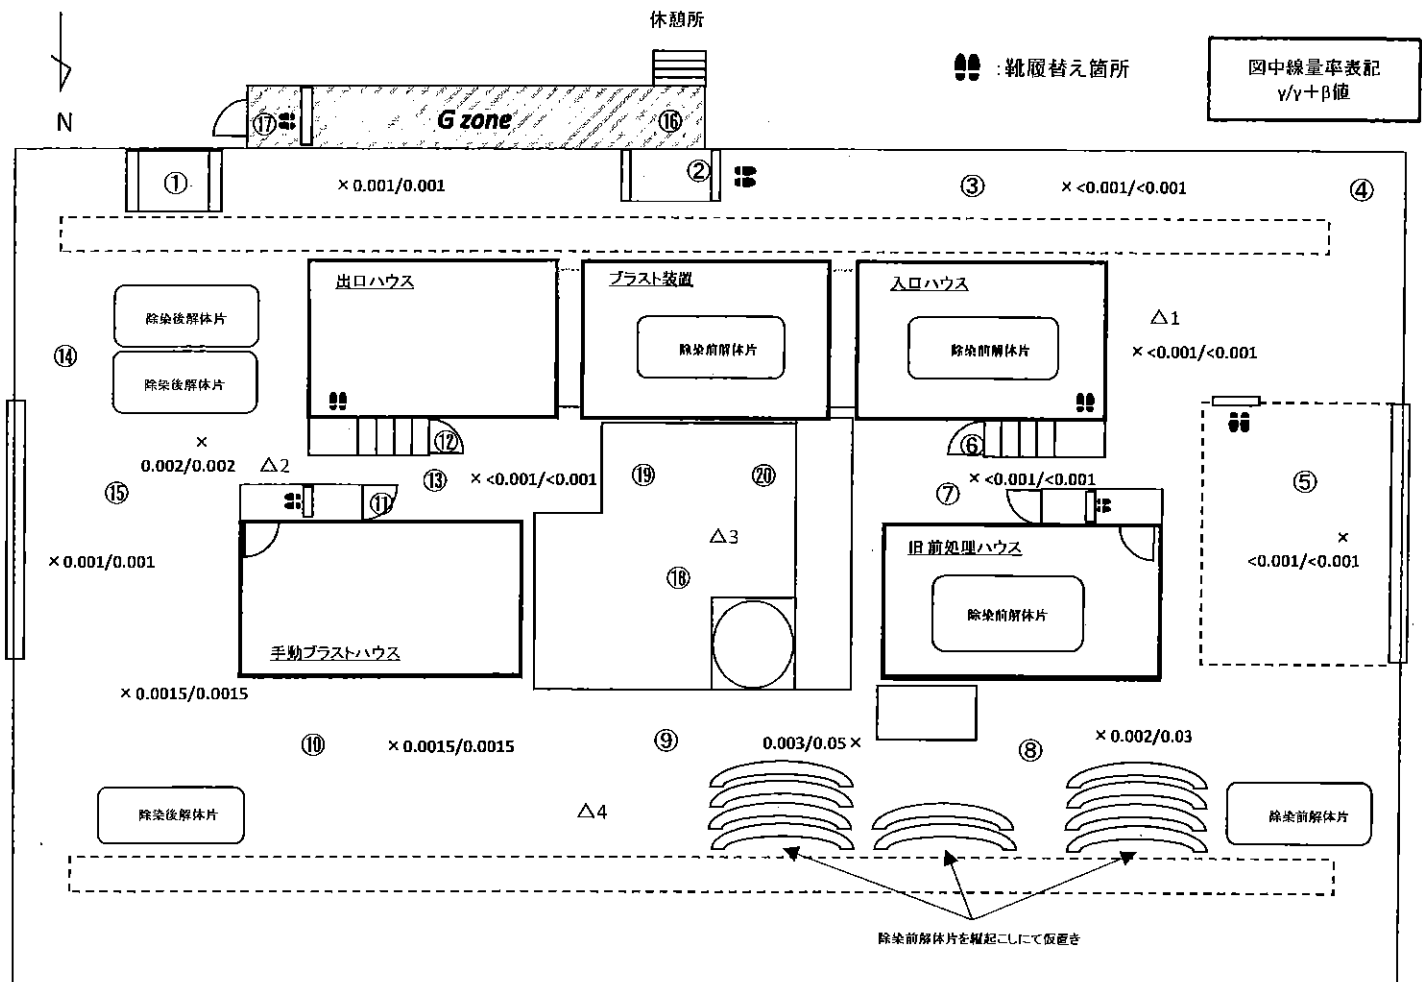 休憩所
:靴履替え箇所
図中線量率表記
γ/γ+β値
N
⑰
G zone
⑯
①
× 0.001/0.001
②
③
× <0.001/<0.001
④
出口ハウス
ブラスト装置
入口ハウス
除染後解体片
除染前解体片
除染前解体片
△1
× <0.001/<0.001
⑭
除染後解体片
×
0.002/0.002
△2
⑫
⑥
⑮
⑬
× <0.001/<0.001
⑲
⑳
× <0.001/<0.001
⑦
⑤
⑪
△3
旧前処理ハウス
×
<0.001/<0.001
× 0.001/0.001
⑱
除染前解体片
手動ブラストハウス
× 0.0015/0.0015
⑩
× 0.0015/0.0015
⑨
0.003/0.05 ×
⑧
× 0.002/0.03
除染後解体片
△4
除染前解体片
除染前解体片を縦起こしにて仮置き